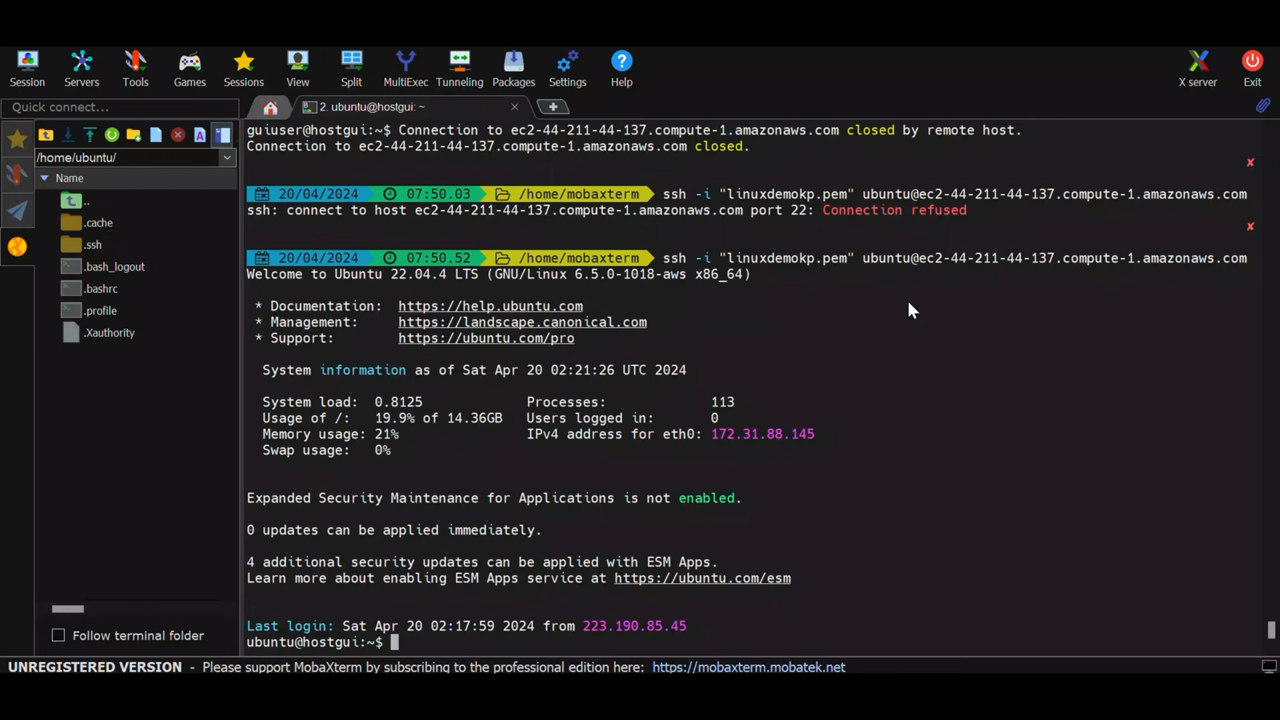 Session Servers Tools Games Sessions View Split MultiExec Tunneling Packages Settings Help X server Exit
Quick connect...
2. ubuntu@hostgui: ~
/home/ubuntu/
Name
..
.cache
.ssh
.bash_logout
.bashrc
.profile
.Xauthority
Follow terminal folder
guiuser@hostgui:~$ Connection to ec2-44-211-44-137.compute-1.amazonaws.com closed by remote host.
Connection to ec2-44-211-44-137.compute-1.amazonaws.com closed.
20/04/2024 07:50.03 /home/mobaxterm ssh -i "linuxdemokp.pem" ubuntu@ec2-44-211-44-137.compute-1.amazonaws.com
ssh: connect to host ec2-44-211-44-137.compute-1.amazonaws.com port 22: Connection refused
20/04/2024 07:50.52 /home/mobaxterm ssh -i "linuxdemokp.pem" ubuntu@ec2-44-211-44-137.compute-1.amazonaws.com
Welcome to Ubuntu 22.04.4 LTS (GNU/Linux 6.5.0-1018-aws x86_64)
* Documentation: https://help.ubuntu.com
* Management: https://landscape.canonical.com
* Support: https://ubuntu.com/pro
System information as of Sat Apr 20 02:21:26 UTC 2024
System load: 0.8125 Processes: 113
Usage of /: 19.9% of 14.36GB Users logged in: 0
Memory usage: 21% IPv4 address for eth0: 172.31.88.145
Swap usage: 0%
Expanded Security Maintenance for Applications is not enabled.
0 updates can be applied immediately.
4 additional security updates can be applied with ESM Apps.
Learn more about enabling ESM Apps service at https://ubuntu.com/esm
Last login: Sat Apr 20 02:17:59 2024 from 223.190.85.45
ubuntu@hostgui:~$
UNREGISTERED VERSION - Please support MobaXterm by subscribing to the professional edition here: https://mobaxterm.mobatek.net